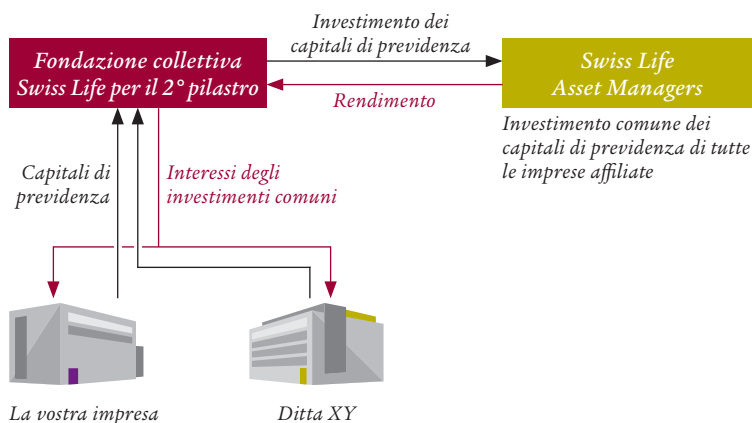 Investimento dei
capitali di previdenza
Fondazione collettiva
Swiss Life per il 2° pilastro
Swiss Life
Asset Managers
Rendimento
Investimento comune dei
capitali di previdenza di tutte
le imprese affiliate
Capitali di
previdenza
Interessi degli
investimenti comuni
La vostra impresa
Ditta XY